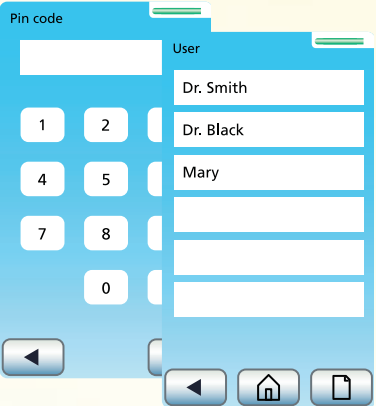 Pin code
1 2
4 5
7 8
0
User
Dr. Smith
Dr. Black
Mary